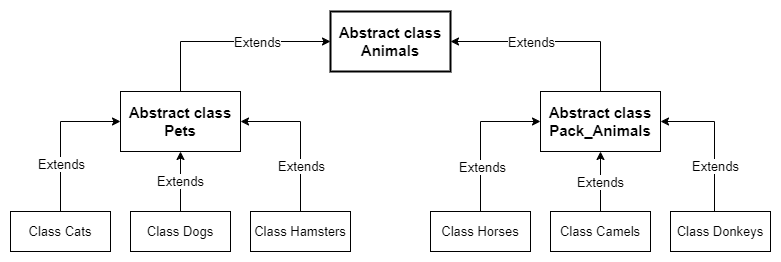 Abstract class
Animals
Extends
Extends
Abstract class
Pets
Abstract class
Pack_Animals
Extends
Extends
Extends
Extends
Extends
Extends
Class Cats
Class Dogs
Class Hamsters
Class Horses
Class Camels
Class Donkeys